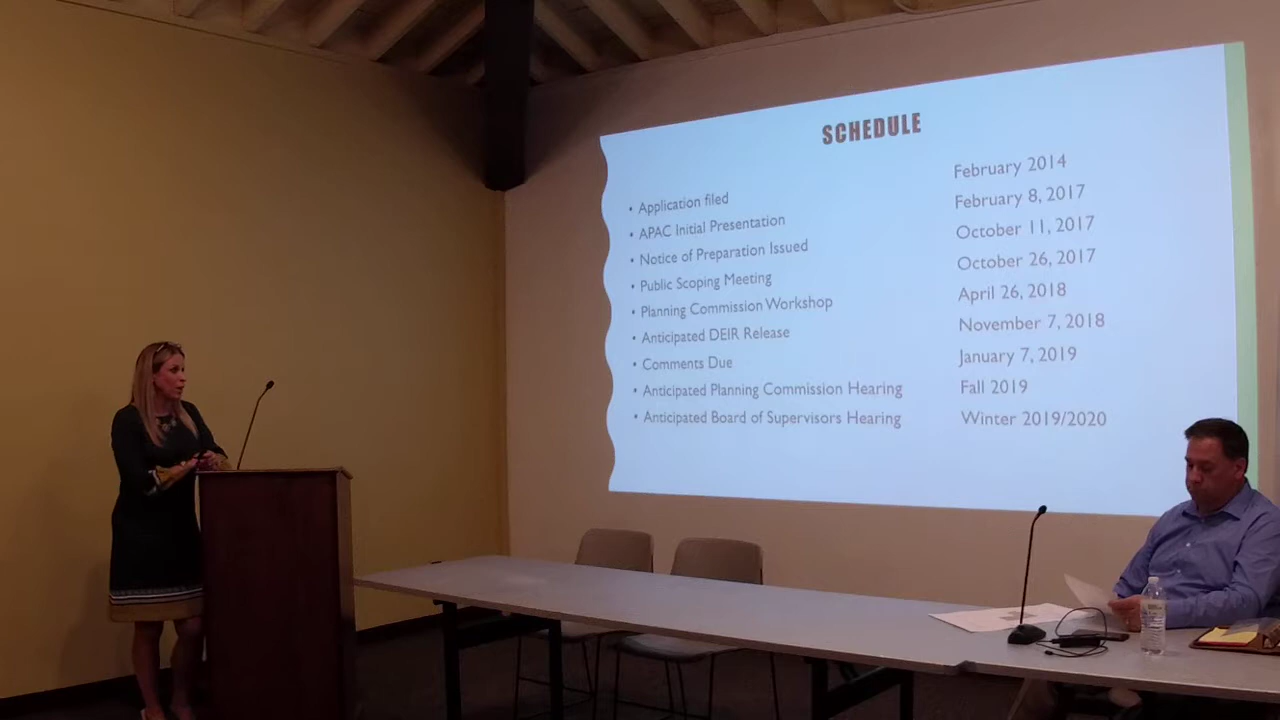 SCHEDULE
• Application filed
• APAC Initial Presentation
• Notice of Preparation Issued
• Public Scoping Meeting
• Planning Commission Workshop
• Anticipated DEIR Release
• Comments Due
• Anticipated Planning Commission Hearing
• Anticipated Board of Supervisors Hearing
February 2014
February 8, 2017
October 11, 2017
October 26, 2017
April 26, 2018
November 7, 2018
January 7, 2019
Fall 2019
Winter 2019/2020